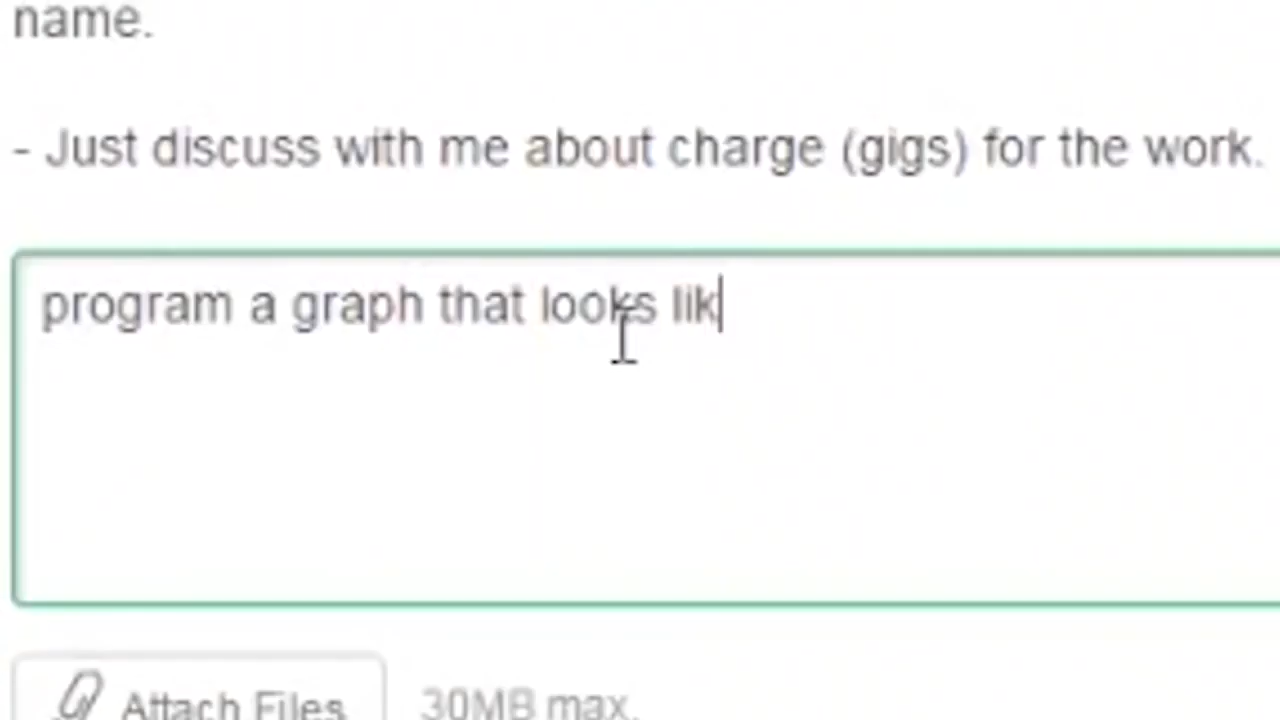 name.
- Just discuss with me about charge (gigs) for the work.
program a graph that looks lik
Attach Files 30MB max.